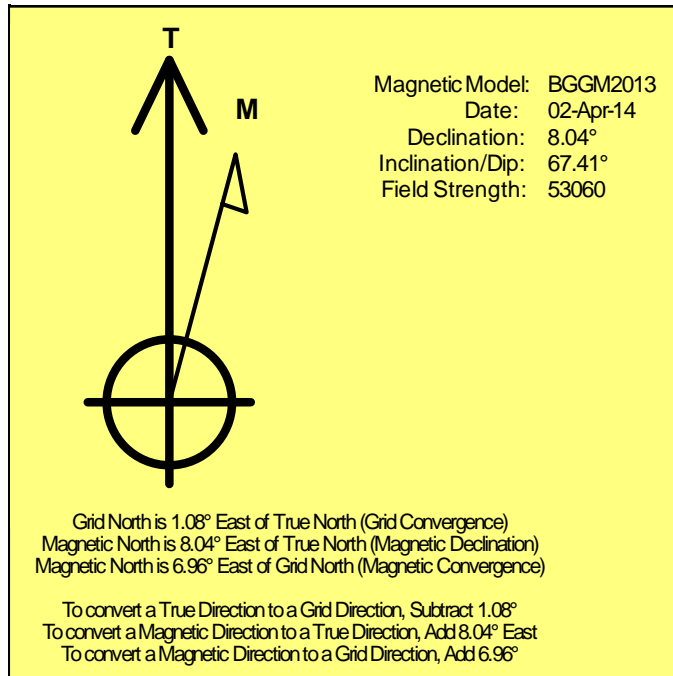 T
M
Magnetic Model: BGGM2013
Date: 02-Apr-14
Declination: 8.04°
Inclination/Dip: 67.41°
Field Strength: 53060
Grid North is 1.08° East of True North (Grid Convergence)
Magnetic North is 8.04° East of True North (Magnetic Declination)
Magnetic North is 6.96° East of Grid North (Magnetic Convergence)
To convert a True Direction to a Grid Direction, Subtract 1.08°
To convert a Magnetic Direction to a True Direction, Add 8.04° East
To convert a Magnetic Direction to a Grid Direction, Add 6.96°